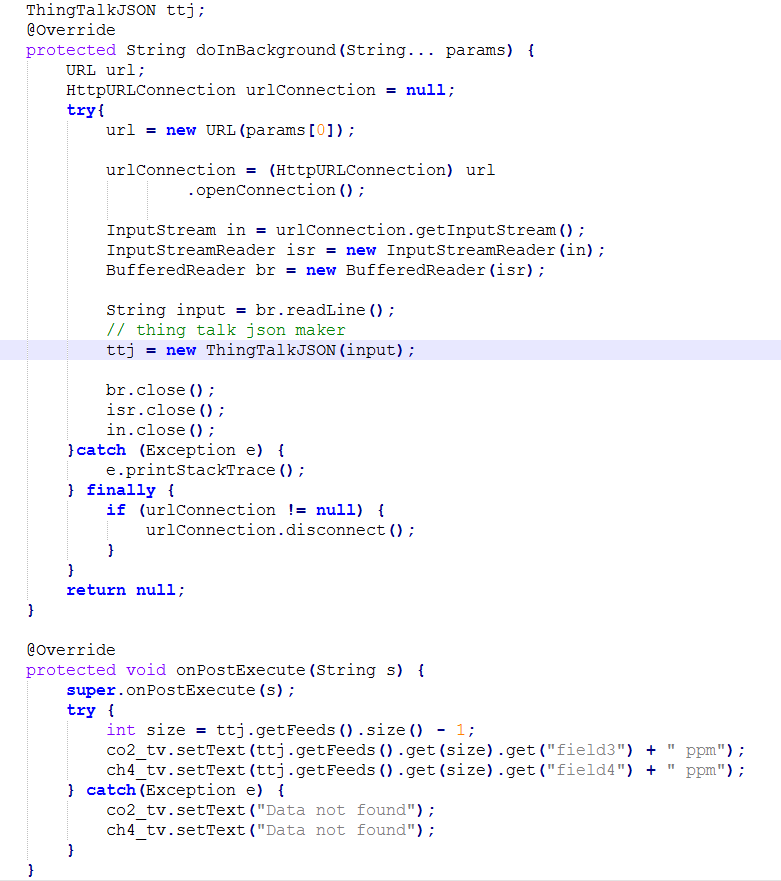 ThingTalkJSON ttj;
@Override
protected String doInBackground(String... params) {
    URL url;
    HttpURLConnection urlConnection = null;
    try{
        url = new URL(params[0]);

        urlConnection = (HttpURLConnection) url
                .openConnection();

        InputStream in = urlConnection.getInputStream();
        InputStreamReader isr = new InputStreamReader(in);
        BufferedReader br = new BufferedReader(isr);

        String input = br.readLine();
        // thing talk json maker
        ttj = new ThingTalkJSON(input);

        br.close();
        isr.close();
        in.close();
    }catch (Exception e) {
        e.printStackTrace();
    } finally {
        if (urlConnection != null) {
            urlConnection.disconnect();
        }
    }
    return null;
}

@Override
protected void onPostExecute(String s) {
    super.onPostExecute(s);
    try {
        int size = ttj.getFeeds().size() - 1;
        co2_tv.setText(ttj.getFeeds().get(size).get("field3") + " ppm");
        ch4_tv.setText(ttj.getFeeds().get(size).get("field4") + " ppm");
    } catch(Exception e) {
        co2_tv.setText("Data not found");
        ch4_tv.setText("Data not found");
    }
}